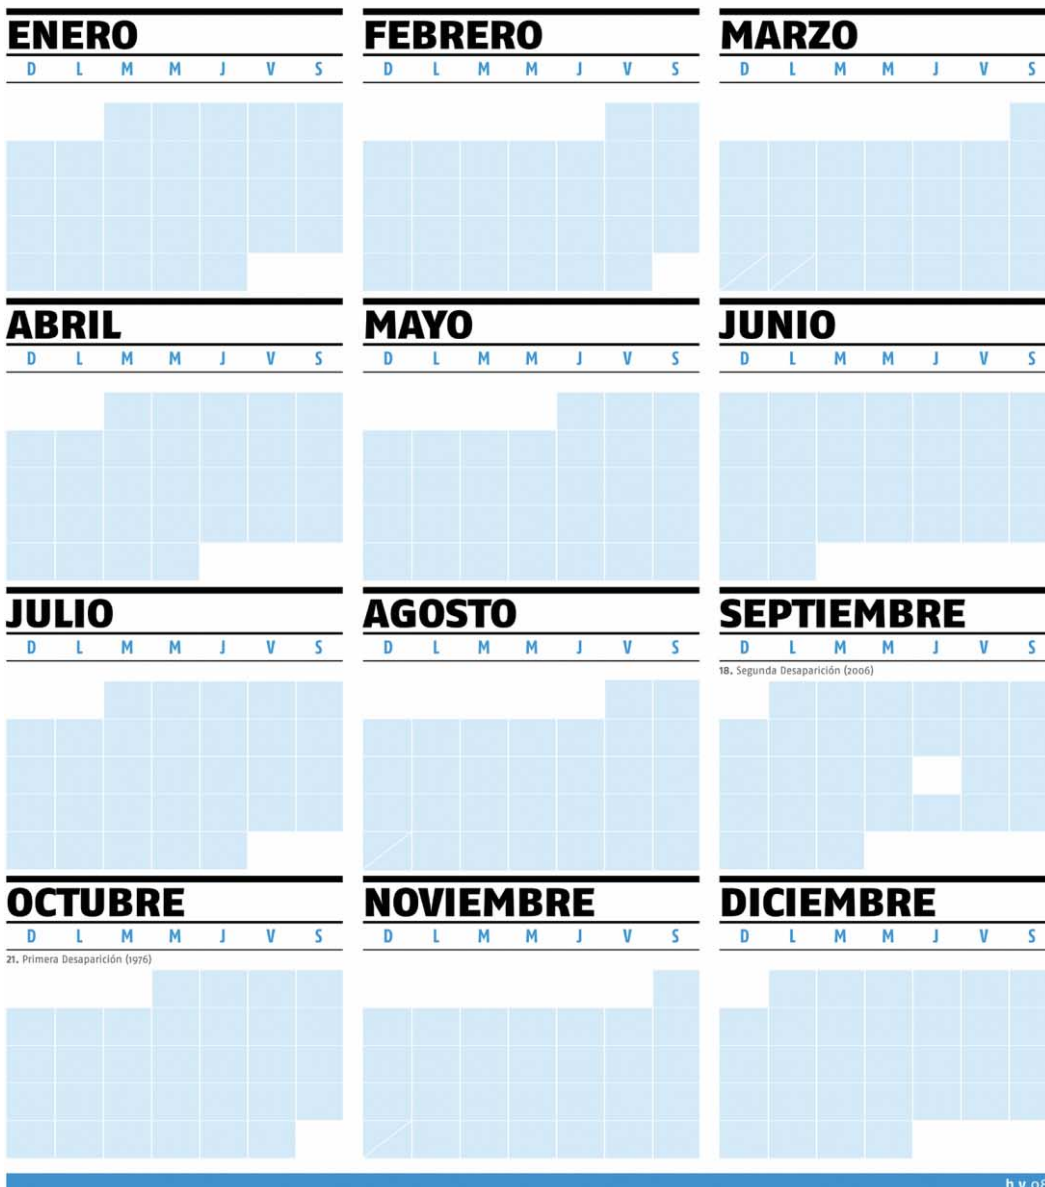 ENERO
D L M M J V S
FEBRERO
D L M M J V S
MARZO
D L M M J V S
ABRIL
D L M M J V S
MAYO
D L M M J V S
JUNIO
D L M M J V S
JULIO
D L M M J V S
AGOSTO
D L M M J V S
SEPTIEMBRE
D L M M J V S
18. Segunda Desaparición (2006)
OCTUBRE
D L M M J V S
21. Primera Desaparición (1976)
NOVIEMBRE
D L M M J V S
DICIEMBRE
D L M M J V S
h.v.08